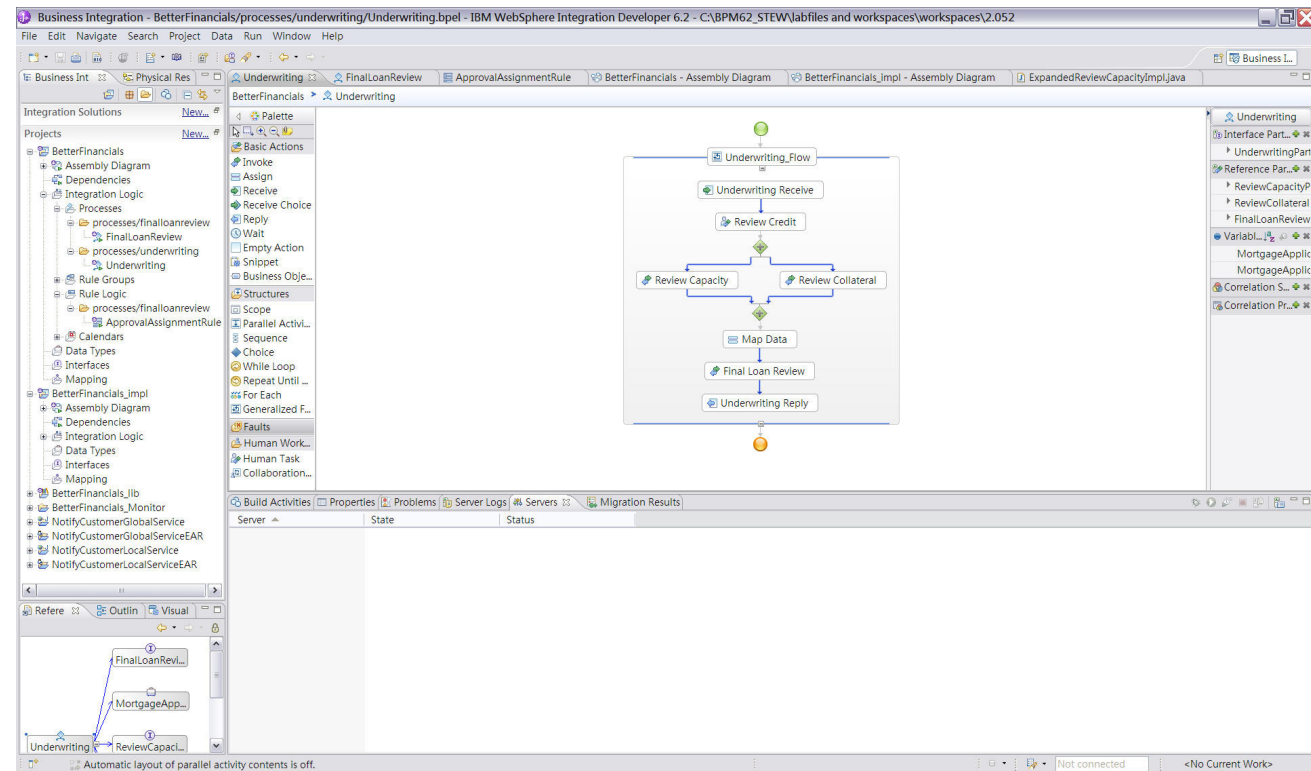 Business Integration - BetterFinancials/processes/underwriting/Underwriting.bpel - IBM WebSphere Integration Developer 6.2 - C:\BPM62_STEW\labfiles and workspaces\workspaces\2.052
File Edit Navigate Search Project Data Run Window Help
Business I...
Business Int
Physical Res
Integration Solutions New...
Projects New...
BetterFinancials
Assembly Diagram
Dependencies
Integration Logic
Processes
processes/finalloanreview
FinalLoanReview
processes/underwriting
Underwriting
Rule Groups
Rule Logic
processes/finalloanreview
ApprovalAssignmentRule
Calendars
Data Types
Interfaces
Mapping
BetterFinancials_impl
Assembly Diagram
Dependencies
Integration Logic
Data Types
Interfaces
Mapping
BetterFinancials_lib
BetterFinancials_Monitor
NotifyCustomerGlobalService
NotifyCustomerGlobalServiceEAR
NotifyCustomerLocalService
NotifyCustomerLocalServiceEAR
Refere Outlin Visual
FinalLoanRevi...
MortgageApp...
Underwriting
ReviewCapaci...
Underwriting FinalLoanReview ApprovalAssignmentRule BetterFinancials - Assembly Diagram BetterFinancials_impl - Assembly Diagram ExpandedReviewCapacityImpl.java
BetterFinancials > Underwriting
Palette
Basic Actions
Invoke
Assign
Receive
Receive Choice
Reply
Wait
Empty Action
Snippet
Business Obje...
Structures
Scope
Parallel Activi...
Sequence
Choice
While Loop
Repeat Until ...
For Each
Generalized F...
Faults
Human Work...
Human Task
Collaboration...
Underwriting_Flow
Underwriting Receive
Review Credit
Review Capacity Review Collateral
Map Data
Final Loan Review
Underwriting Reply
Underwriting
Interface Part...
UnderwritingPart
Reference Par...
ReviewCapacityP
ReviewCollateral
FinalLoanReview
Variabl...
MortgageApplic
MortgageApplic
Correlation S...
Correlation Pr...
Build Activities Properties Problems Server Logs Servers Migration Results
Server State Status
Automatic layout of parallel activity contents is off.
Not connected
<No Current Work>